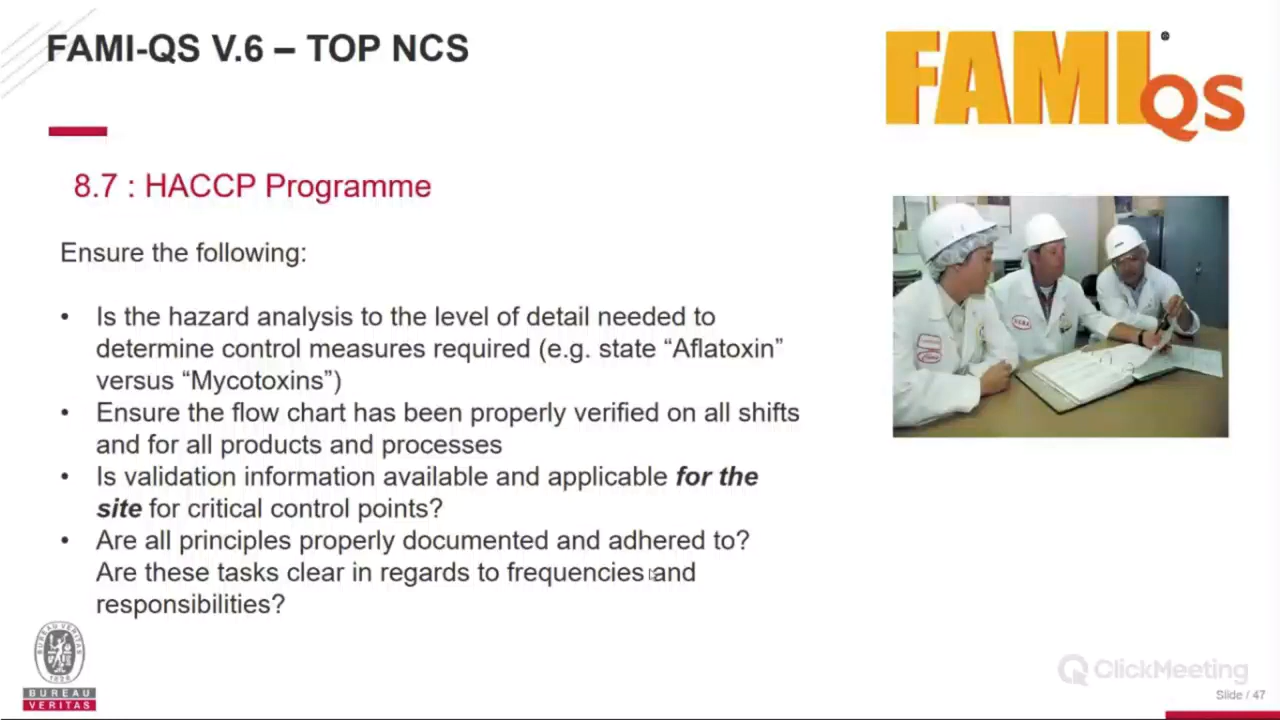 FAMI-QS V.6 – TOP NCS
FAMI QS
8.7 : HACCP Programme
Ensure the following:
• Is the hazard analysis to the level of detail needed to
determine control measures required (e.g. state “Aflatoxin”
versus “Mycotoxins”)
• Ensure the flow chart has been properly verified on all shifts
and for all products and processes
• Is validation information available and applicable for the
site for critical control points?
• Are all principles properly documented and adhered to?
Are these tasks clear in regards to frequencies and
responsibilities?
BUREAU VERITAS
1828
BUREAU
VERITAS
ClickMeeting
Slide / 47